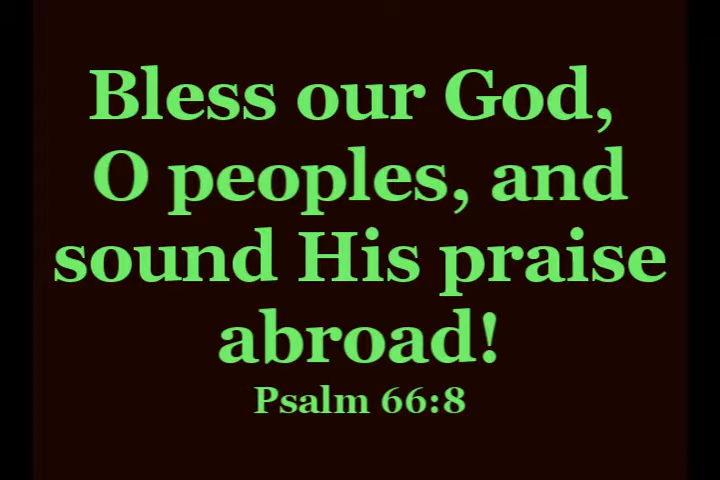 Bless our God,
O peoples, and
sound His praise
abroad!
Psalm 66:8